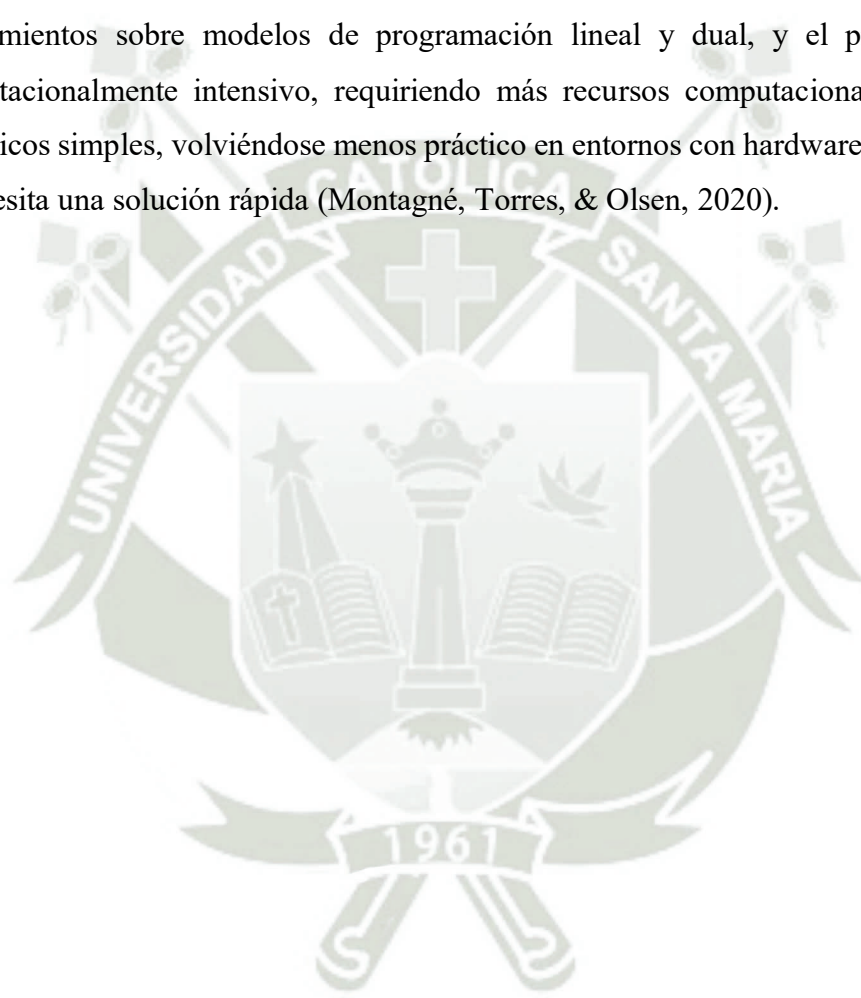 mientos sobre modelos de programación lineal y dual, y el p
tacionalmente intensivo, requiriendo más recursos computaciona
icos simples, volviéndose menos práctico en entornos con hardware
esita una solución rápida (Montagné, Torres, & Olsen, 2020).
UNIVERSIDAD CATÓLICA SANTA MARIA
1961